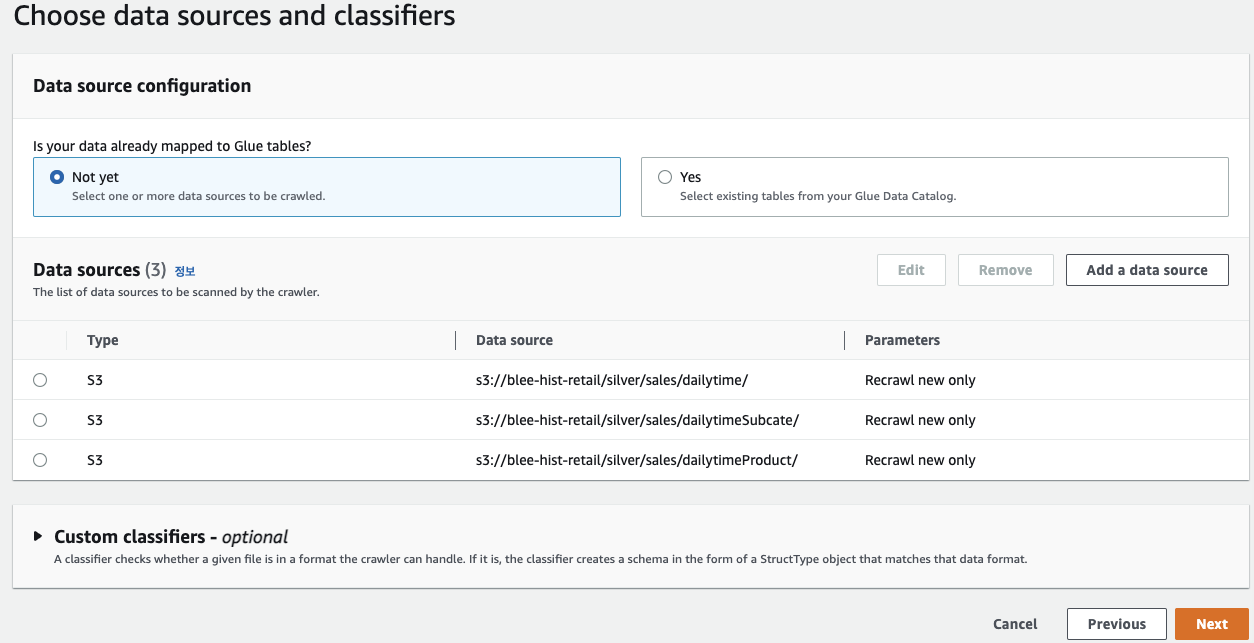 Choose data sources and classifiers
Data source configuration
Is your data already mapped to Glue tables?
Not yet
Select one or more data sources to be crawled.
Yes
Select existing tables from your Glue Data Catalog.
Data sources (3) 정보
The list of data sources to be scanned by the crawler.
Edit Remove Add a data source
Type Data source Parameters
S3 s3://blee-hist-retail/silver/sales/dailytime/ Recrawl new only
S3 s3://blee-hist-retail/silver/sales/dailytimeSubcate/ Recrawl new only
S3 s3://blee-hist-retail/silver/sales/dailytimeProduct/ Recrawl new only
Custom classifiers - optional
A classifier checks whether a given file is in a format the crawler can handle. If it is, the classifier creates a schema in the form of a StructType object that matches that data format.
Cancel Previous Next